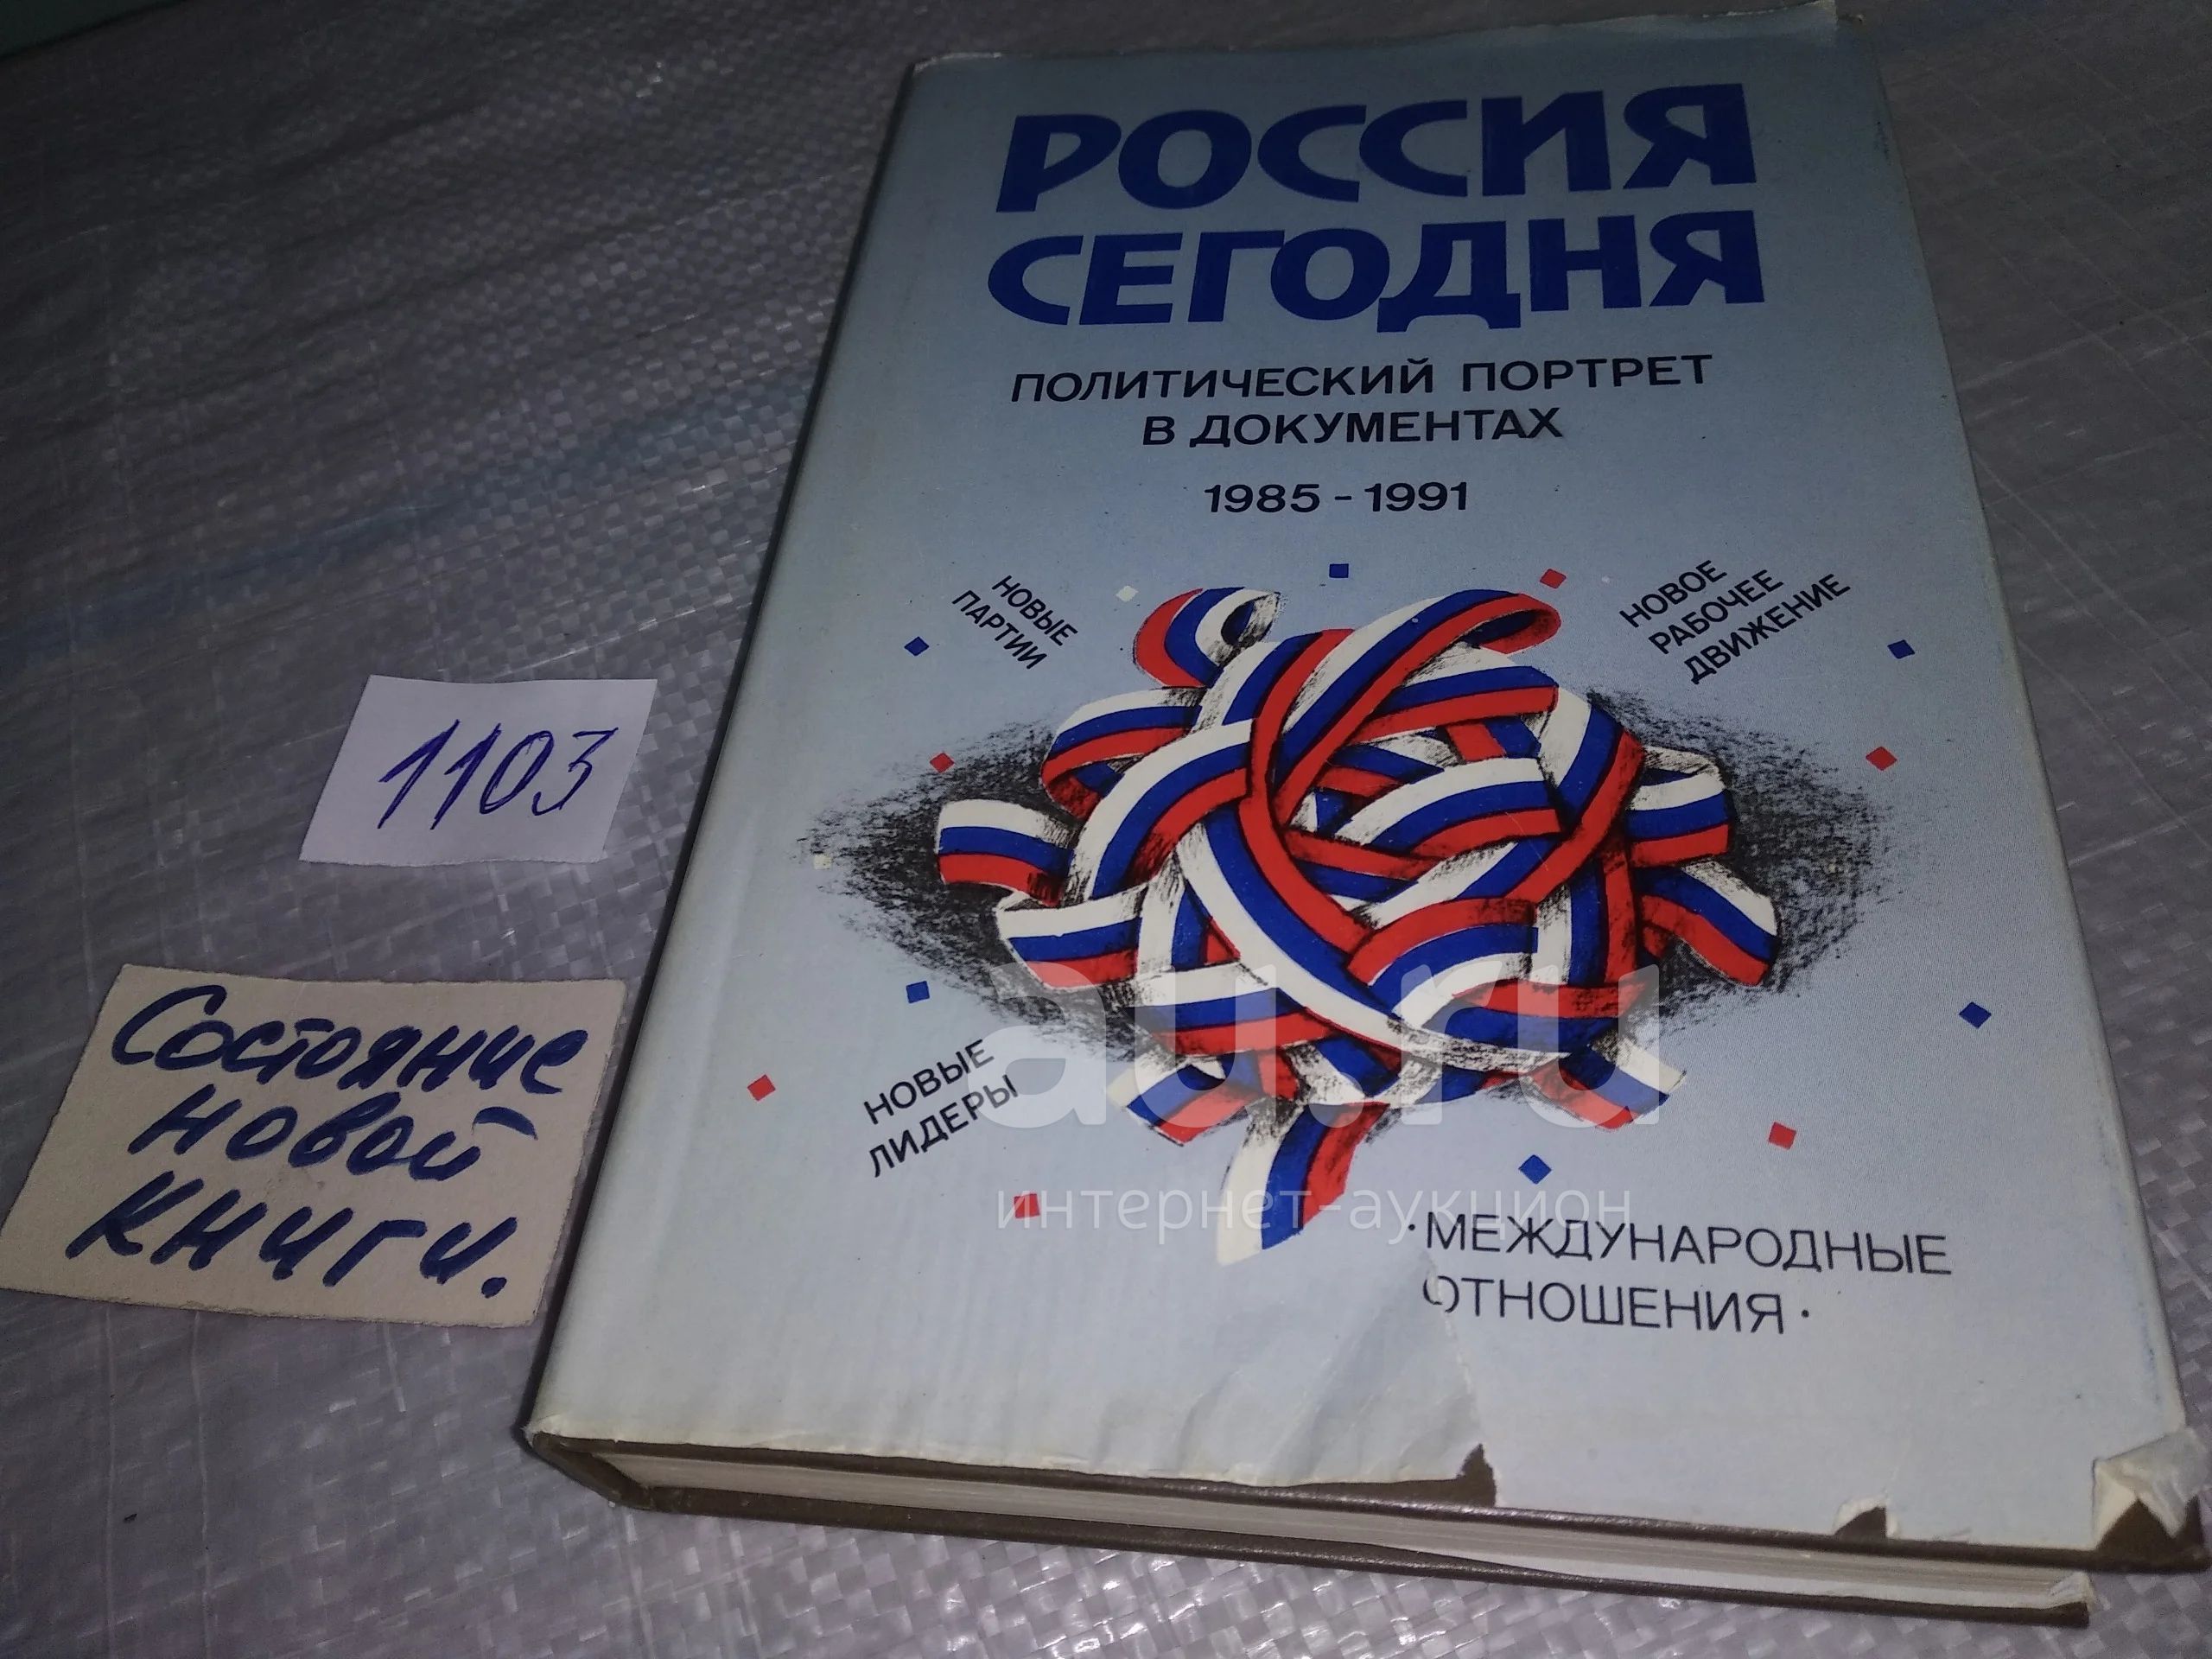 РОССИЯ
СЕГОДНЯ
ПОЛИТИЧЕСКИЙ ПОРТРЕТ
В ДОКУМЕНТАХ
1985 - 1991
НОВЫЕ
ПАРТИИ
НОВОЕ
РАБОЧЕЕ
ДВИЖЕНИЕ
1103
Состояние
новой
книги.
НОВЫЕ
ЛИДЕРЫ
au.ru
интернет-аукцион
·МЕЖДУНАРОДНЫЕ
ОТНОШЕНИЯ·